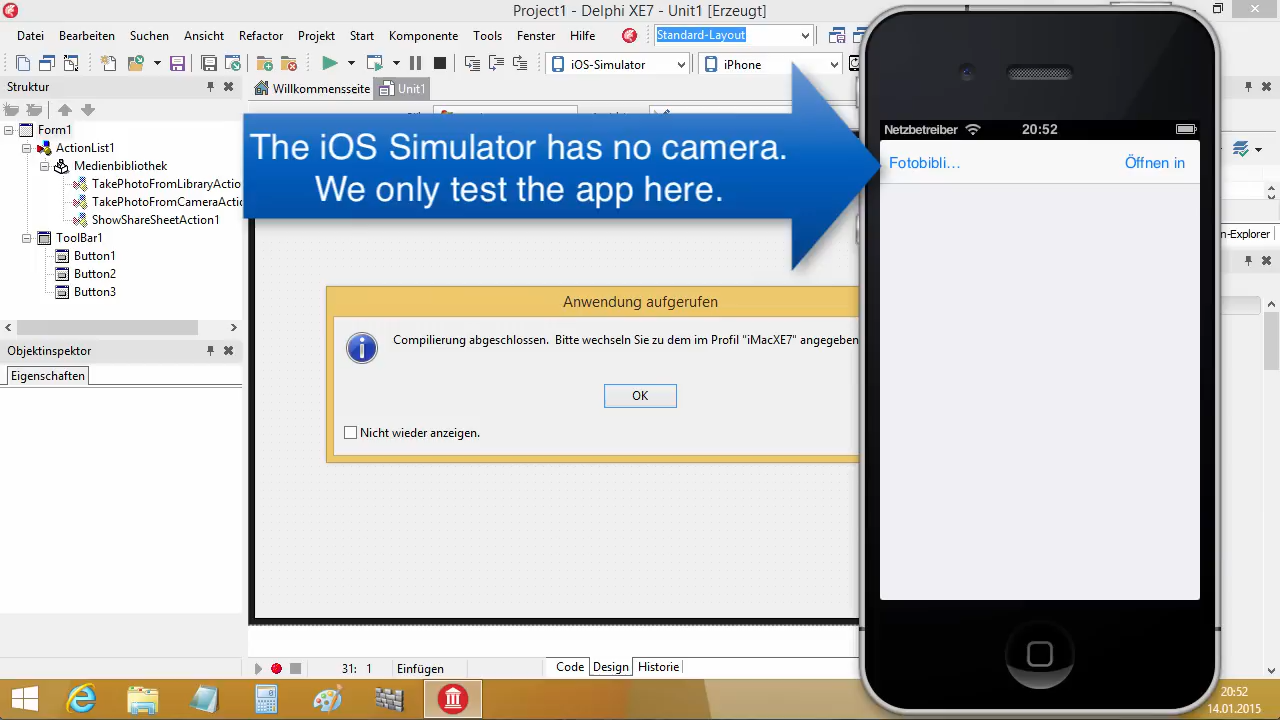 Project1 - Delphi XE7 - Unit1 [Erzeugt]
Datei Bearbeiten Ansicht Refactor Projekt Start Komponente Tools Fenster Hilfe Standard-Layout
iOS-Simulator iPhone
Struktur
Willkommensseite Unit1
Form1
ActionList1
Medienbibliothek
TakePhotoFromLibraryActio
TakePhotoFromCameraActic
ShowShareSheetAction1
ToolBar1
Button1
Button2
Button3
Objektinspektor
Eigenschaften
The iOS Simulator has no camera.
We only test the app here.
Anwendung aufgerufen
Compilierung abgeschlossen. Bitte wechseln Sie zu dem im Profil "iMacXE7" angegeben
OK
Nicht wieder anzeigen.
Netzbetreiber 20:52
Fotobibli… Öffnen in
n-Explorer
31: 1 Einfügen Code Design Historie
20:52
14.01.2015